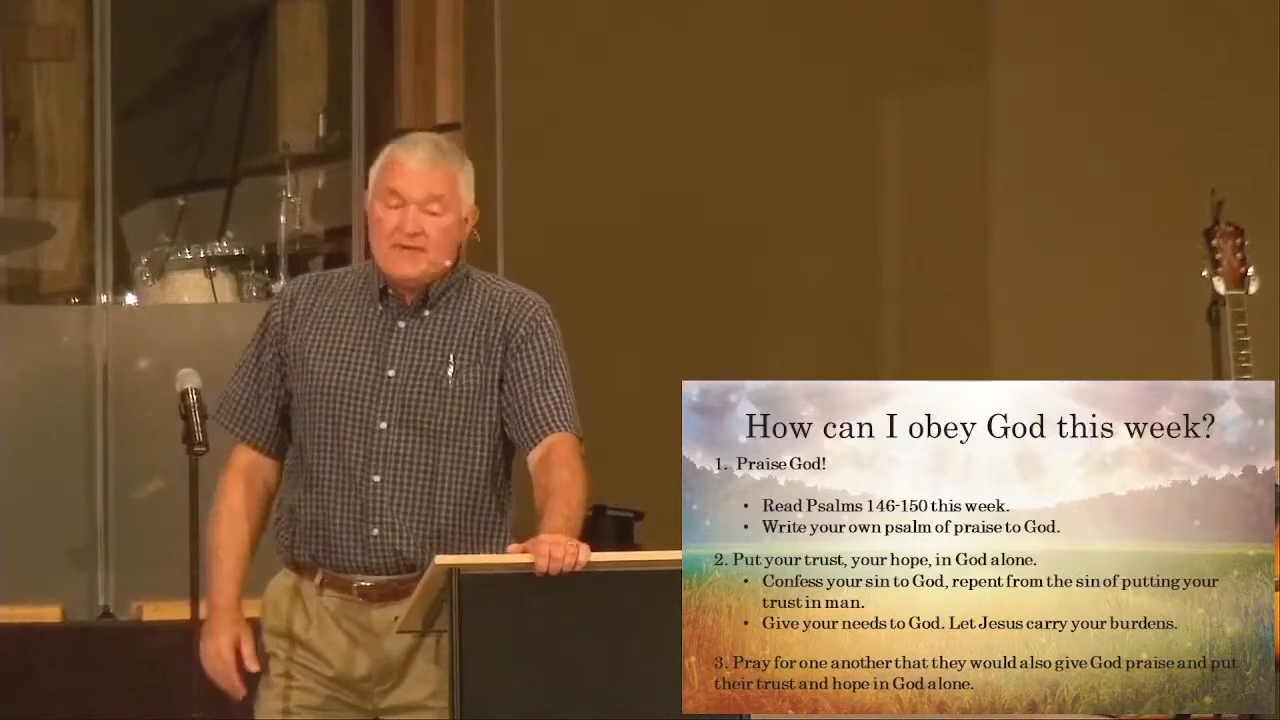 How can I obey God this week?
1. Praise God!
• Read Psalms 146-150 this week.
• Write your own psalm of praise to God.
2. Put your trust, your hope, in God alone.
• Confess your sin to God, repent from the sin of putting your
trust in man.
• Give your needs to God. Let Jesus carry your burdens.
3. Pray for one another that they would also give God praise and put
their trust and hope in God alone.